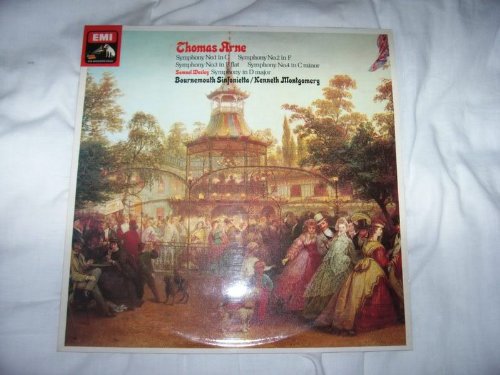 EMI
Thomas Arne
Symphony No.1 in C Symphony No.2 in F
Symphony No.3 in E flat Symphony No.4 in C minor
Samuel Wesley Symphony in D major
Bournemouth Sinfonietta / Kenneth Montgomery